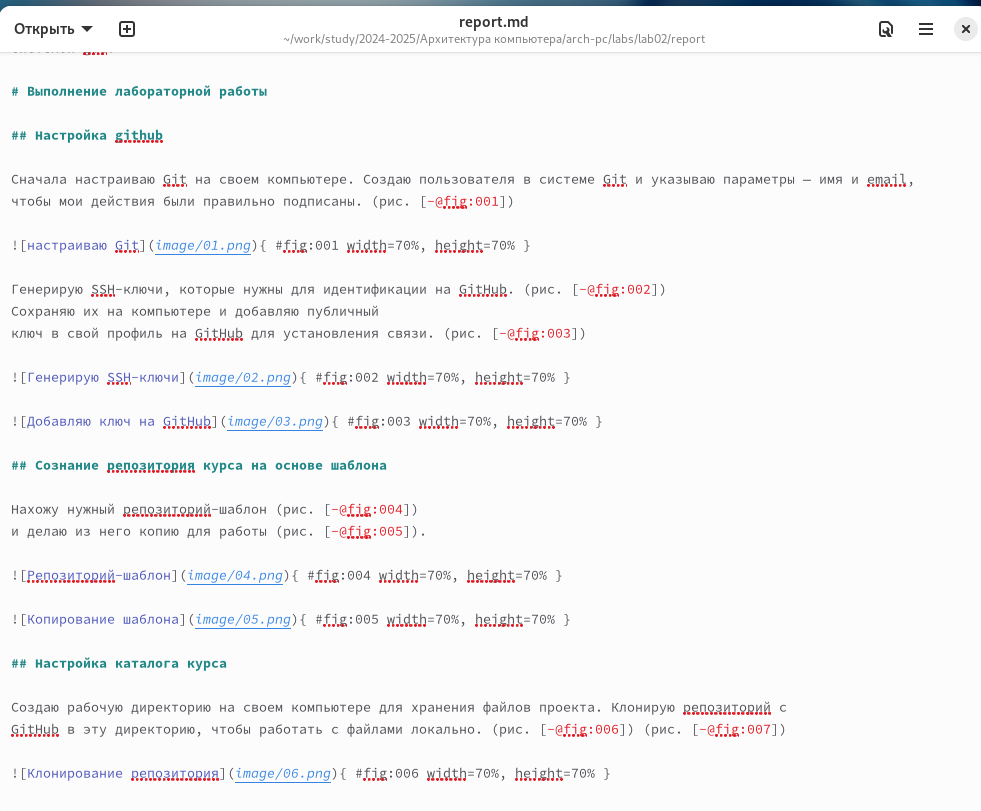 Открыть
report.md
~/work/study/2024-2025/Архитектура компьютера/arch-pc/labs/lab02/report
# Выполнение лабораторной работы
## Настройка github
Сначала настраиваю Git на своем компьютере. Создаю пользователя в системе Git и указываю параметры — имя и email,
чтобы мои действия были правильно подписаны. (рис. [-@fig:001])
![настраиваю Git](image/01.png){ #fig:001 width=70%, height=70% }
Генерирую SSH-ключи, которые нужны для идентификации на GitHub. (рис. [-@fig:002])
Сохраняю их на компьютере и добавляю публичный
ключ в свой профиль на GitHub для установления связи. (рис. [-@fig:003])
![Генерирую SSH-ключи](image/02.png){ #fig:002 width=70%, height=70% }
![Добавляю ключ на GitHub](image/03.png){ #fig:003 width=70%, height=70% }
## Сознание репозитория курса на основе шаблона
Нахожу нужный репозиторий-шаблон (рис. [-@fig:004])
и делаю из него копию для работы (рис. [-@fig:005]).
![Репозиторий-шаблон](image/04.png){ #fig:004 width=70%, height=70% }
![Копирование шаблона](image/05.png){ #fig:005 width=70%, height=70% }
## Настройка каталога курса
Создаю рабочую директорию на своем компьютере для хранения файлов проекта. Клонирую репозиторий с
GitHub в эту директорию, чтобы работать с файлами локально. (рис. [-@fig:006]) (рис. [-@fig:007])
![Клонирование репозитория](image/06.png){ #fig:006 width=70%, height=70% }